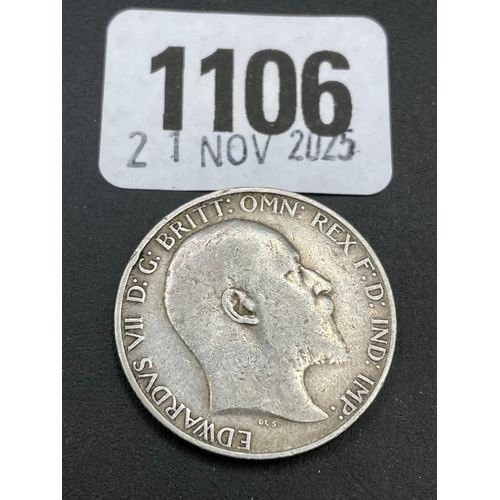 1106
21 NOV 2025
EDWARDVS VII D: G: BRITT: OMN: REX F: D: IND: IMP:
DES